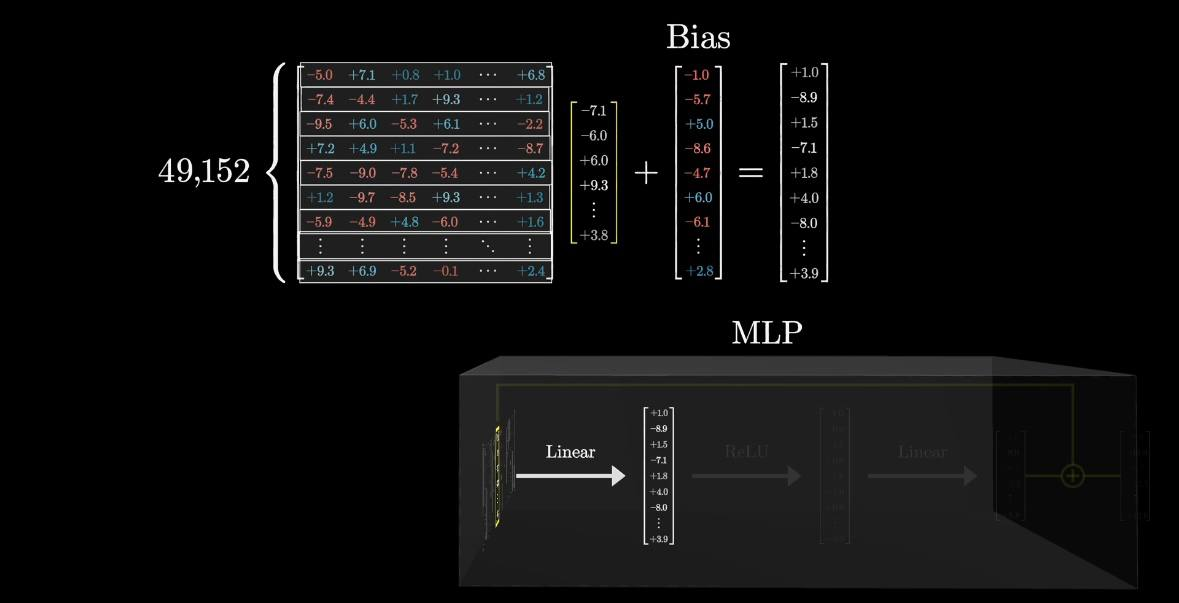 Bias
−5.0 +7.1 +0.8 +1.0 ⋯ +6.8
−7.4 −4.4 +1.7 +9.3 ⋯ +1.2
−9.5 +6.0 −5.3 +6.1 ⋯ −2.2
+7.2 +4.9 +1.1 −7.2 ⋯ −8.7
−7.5 −9.0 −7.8 −5.4 ⋯ +4.2
+1.2 −9.7 −8.5 +9.3 ⋯ +1.3
−5.9 −4.9 +4.8 −6.0 ⋯ +1.6
⋮ ⋮ ⋮ ⋮ ⋱ ⋮
+9.3 +6.9 −5.2 −0.1 ⋯ +2.4
49,152
−7.1
−6.0
+6.0
+9.3
⋮
+3.8
+
−1.0
−5.7
+5.0
−8.6
−4.7
+6.0
−6.1
⋮
+2.8
=
+1.0
−8.9
+1.5
−7.1
+1.8
+4.0
−8.0
⋮
+3.9
MLP
Linear
+1.0
−8.9
+1.5
−7.1
+1.8
+4.0
−8.0
⋮
+3.9
ReLU
Linear